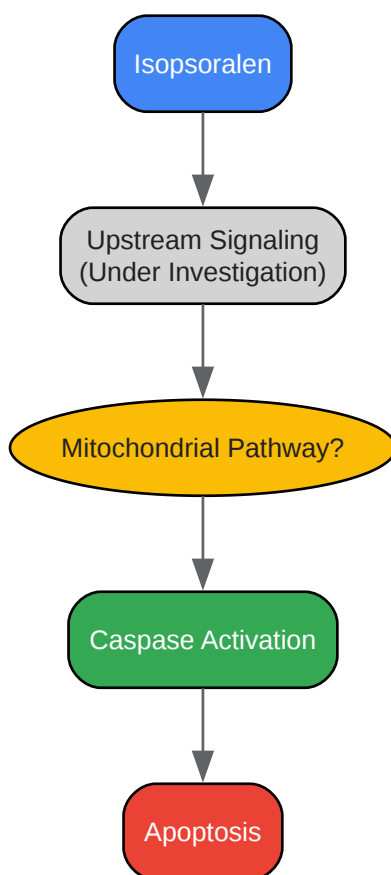 Isopsoralen
Upstream Signaling
(Under Investigation)
Mitochondrial Pathway?
Caspase Activation
Apoptosis